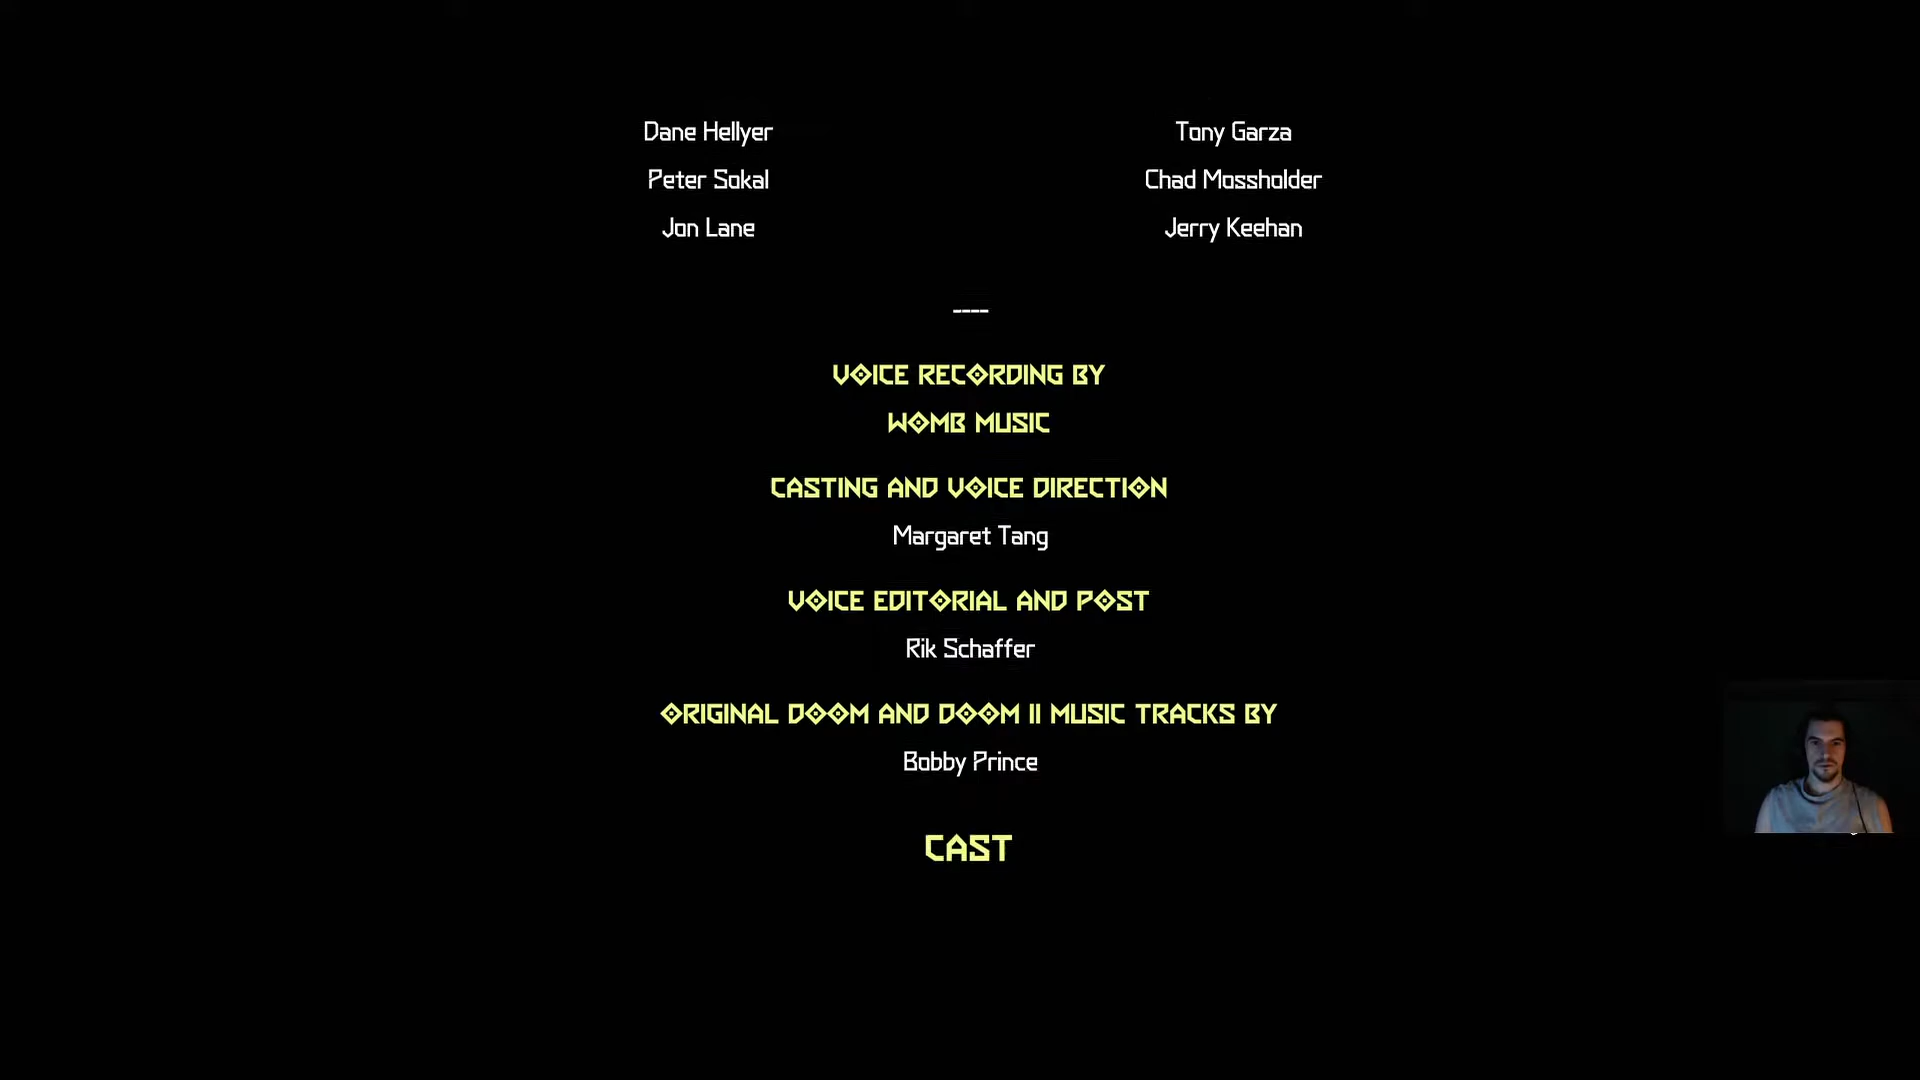 Dane Hellyer Tony Garza
Peter Sokal Chad Mossholder
Jon Lane Jerry Keehan
----
VOICE RECORDING BY
WOMB MUSIC
CASTING AND VOICE DIRECTION
Margaret Tang
VOICE EDITORIAL AND POST
Rik Schaffer
ORIGINAL DOOM AND DOOM II MUSIC TRACKS BY
Bobby Prince
CAST